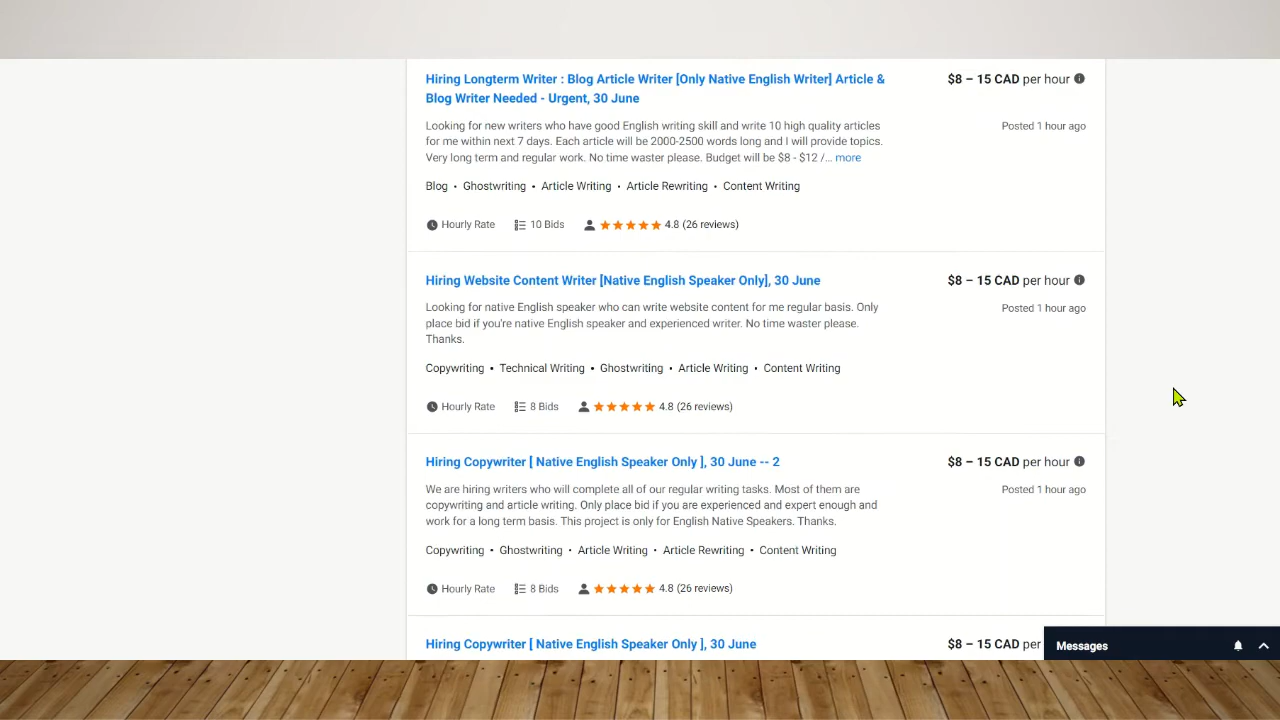 Hiring Longterm Writer : Blog Article Writer [Only Native English Writer] Article &
Blog Writer Needed - Urgent, 30 June
$8 – 15 CAD per hour
Looking for new writers who have good English writing skill and write 10 high quality articles
for me within next 7 days. Each article will be 2000-2500 words long and I will provide topics.
Very long term and regular work. No time waster please. Budget will be $8 - $12 /... more
Posted 1 hour ago
Blog • Ghostwriting • Article Writing • Article Rewriting • Content Writing
Hourly Rate 10 Bids 4.8 (26 reviews)
Hiring Website Content Writer [Native English Speaker Only], 30 June
$8 – 15 CAD per hour
Looking for native English speaker who can write website content for me regular basis. Only
place bid if you're native English speaker and experienced writer. No time waster please.
Thanks.
Posted 1 hour ago
Copywriting • Technical Writing • Ghostwriting • Article Writing • Content Writing
Hourly Rate 8 Bids 4.8 (26 reviews)
Hiring Copywriter [ Native English Speaker Only ], 30 June -- 2
$8 – 15 CAD per hour
We are hiring writers who will complete all of our regular writing tasks. Most of them are
copywriting and article writing. Only place bid if you are experienced and expert enough and
work for a long term basis. This project is only for English Native Speakers. Thanks.
Posted 1 hour ago
Copywriting • Ghostwriting • Article Writing • Article Rewriting • Content Writing
Hourly Rate 8 Bids 4.8 (26 reviews)
Hiring Copywriter [ Native English Speaker Only ], 30 June
$8 – 15 CAD per
Messages